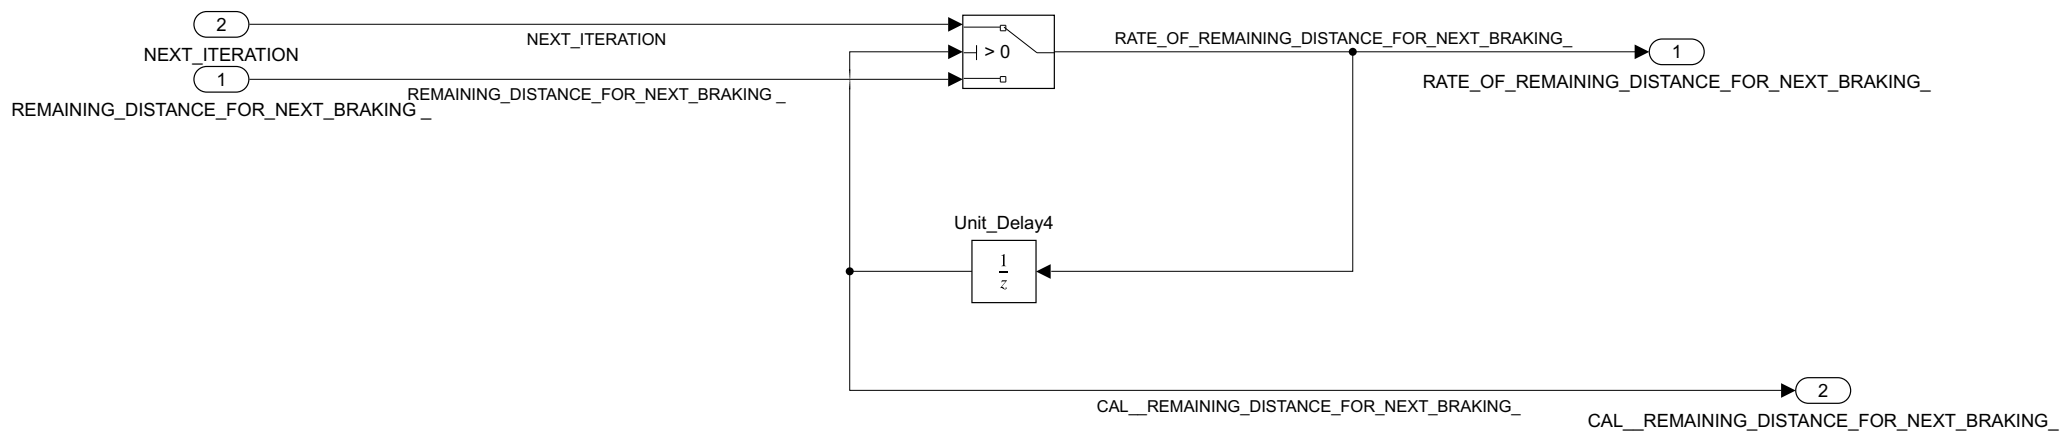 2
NEXT_ITERATION
NEXT_ITERATION
1
REMAINING_DISTANCE_FOR_NEXT_BRAKING _
REMAINING_DISTANCE_FOR_NEXT_BRAKING _
> 0
RATE_OF_REMAINING_DISTANCE_FOR_NEXT_BRAKING_
1
RATE_OF_REMAINING_DISTANCE_FOR_NEXT_BRAKING_
Unit_Delay4
1
z
CAL__REMAINING_DISTANCE_FOR_NEXT_BRAKING_
2
CAL__REMAINING_DISTANCE_FOR_NEXT_BRAKING_